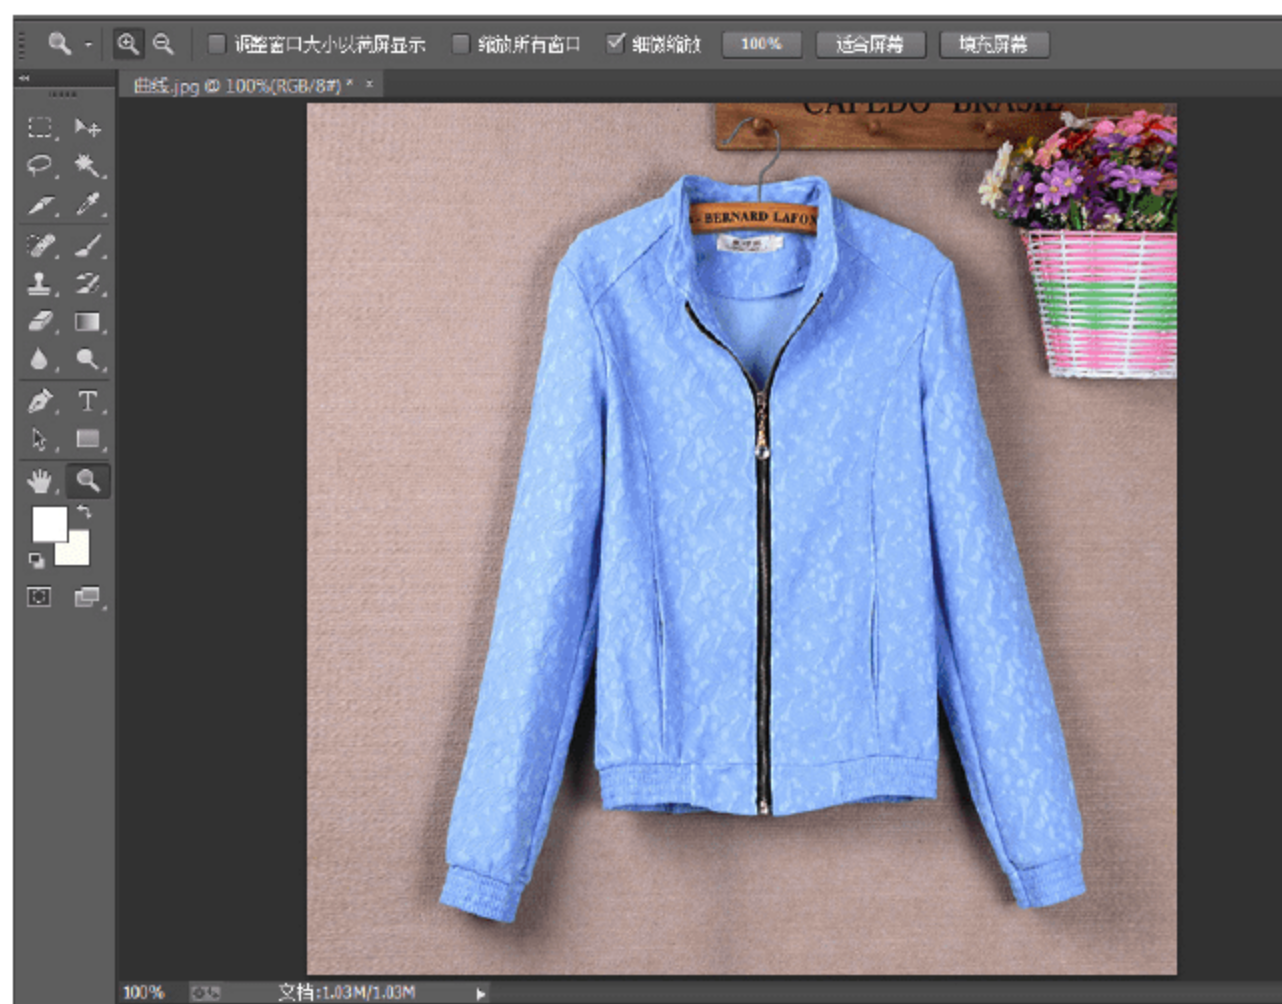 调整窗口大小以满屏显示 缩放所有窗口 细微缩放 100% 适合屏幕 填充屏幕
曲线.jpg @ 100%(RGB/8#) * ×
CAFEDO BRASIL
- BERNARD LAFON
T
100% 文档:1.03M/1.03M